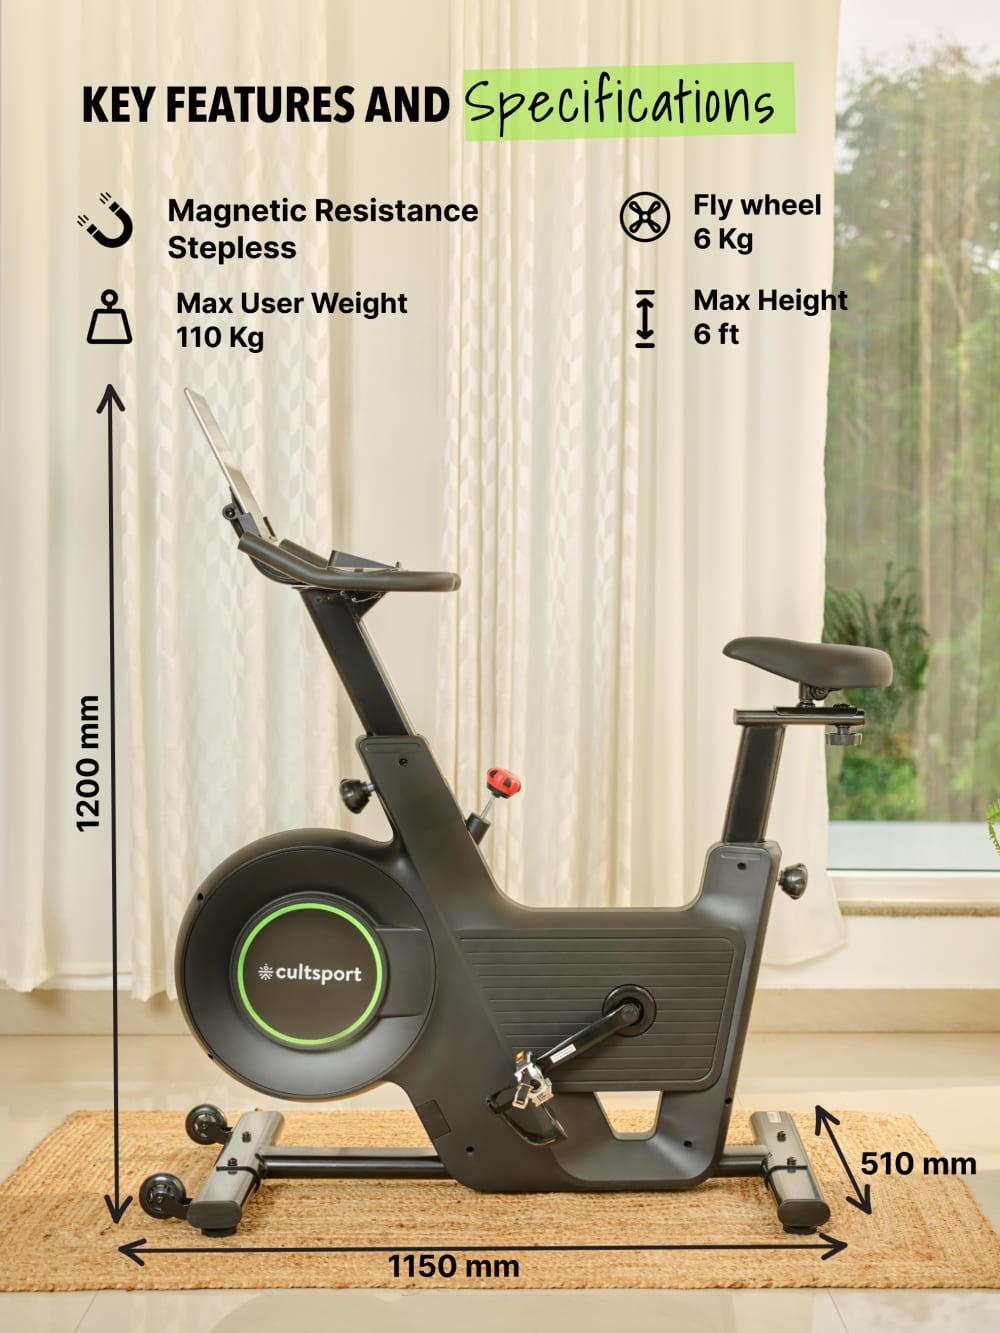 KEY FEATURES AND Specifications
Magnetic Resistance
Stepless
Fly wheel
6 Kg
Max User Weight
110 Kg
Max Height
6 ft
1200 mm
cultsport
510 mm
1150 mm